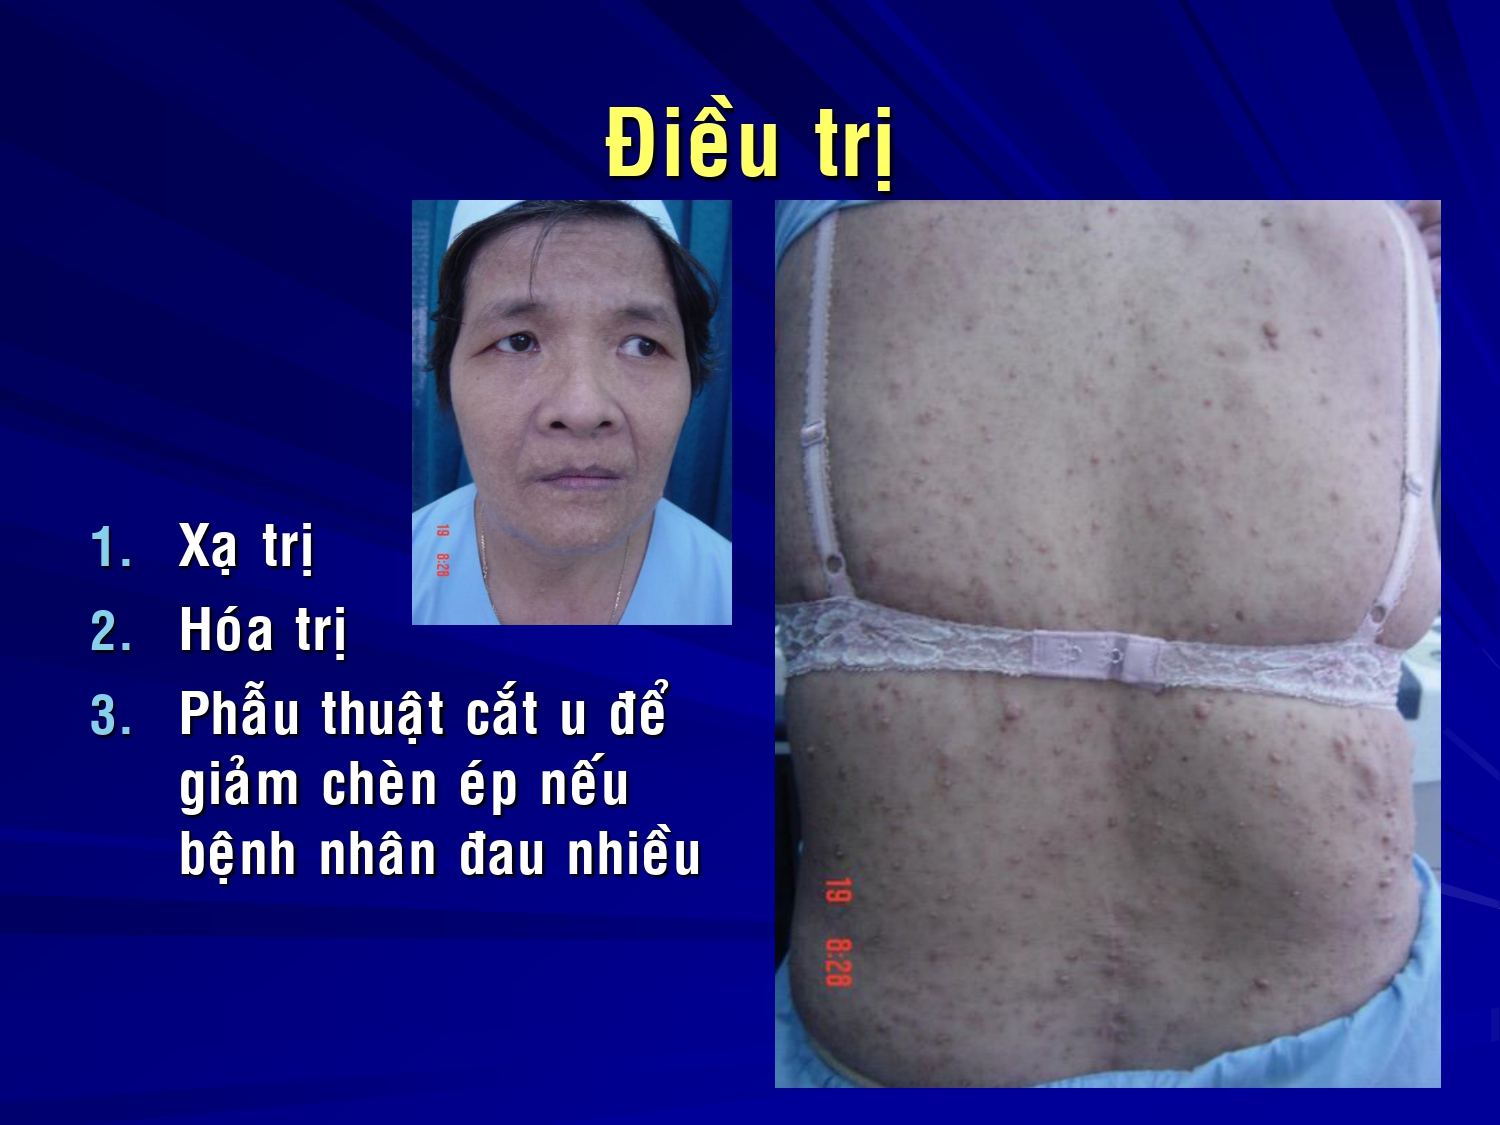 Điều trị
1. Xạ trị
2. Hóa trị
3. Phẫu thuật cắt u để
giảm chèn ép nếu
bệnh nhân đau nhiều
19 8:28
19 8:28